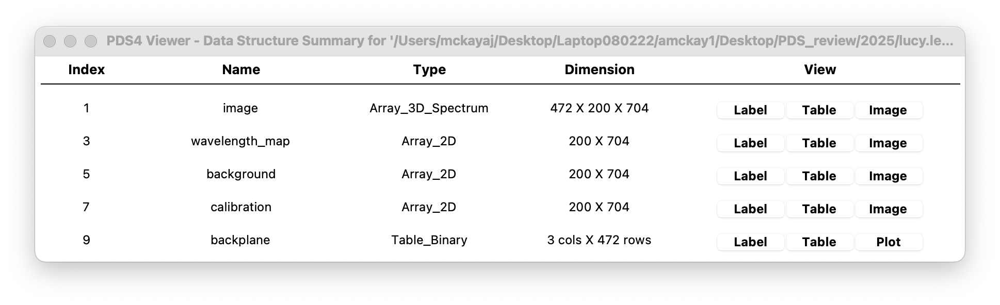 PDS4 Viewer - Data Structure Summary for '/Users/mckayaj/Desktop/Laptop080222/amckay1/Desktop/PDS_review/2025/lucy.le...
Index Name Type Dimension View
1 image Array_3D_Spectrum 472 X 200 X 704 Label Table Image
3 wavelength_map Array_2D 200 X 704 Label Table Image
5 background Array_2D 200 X 704 Label Table Image
7 calibration Array_2D 200 X 704 Label Table Image
9 backplane Table_Binary 3 cols X 472 rows Label Table Plot